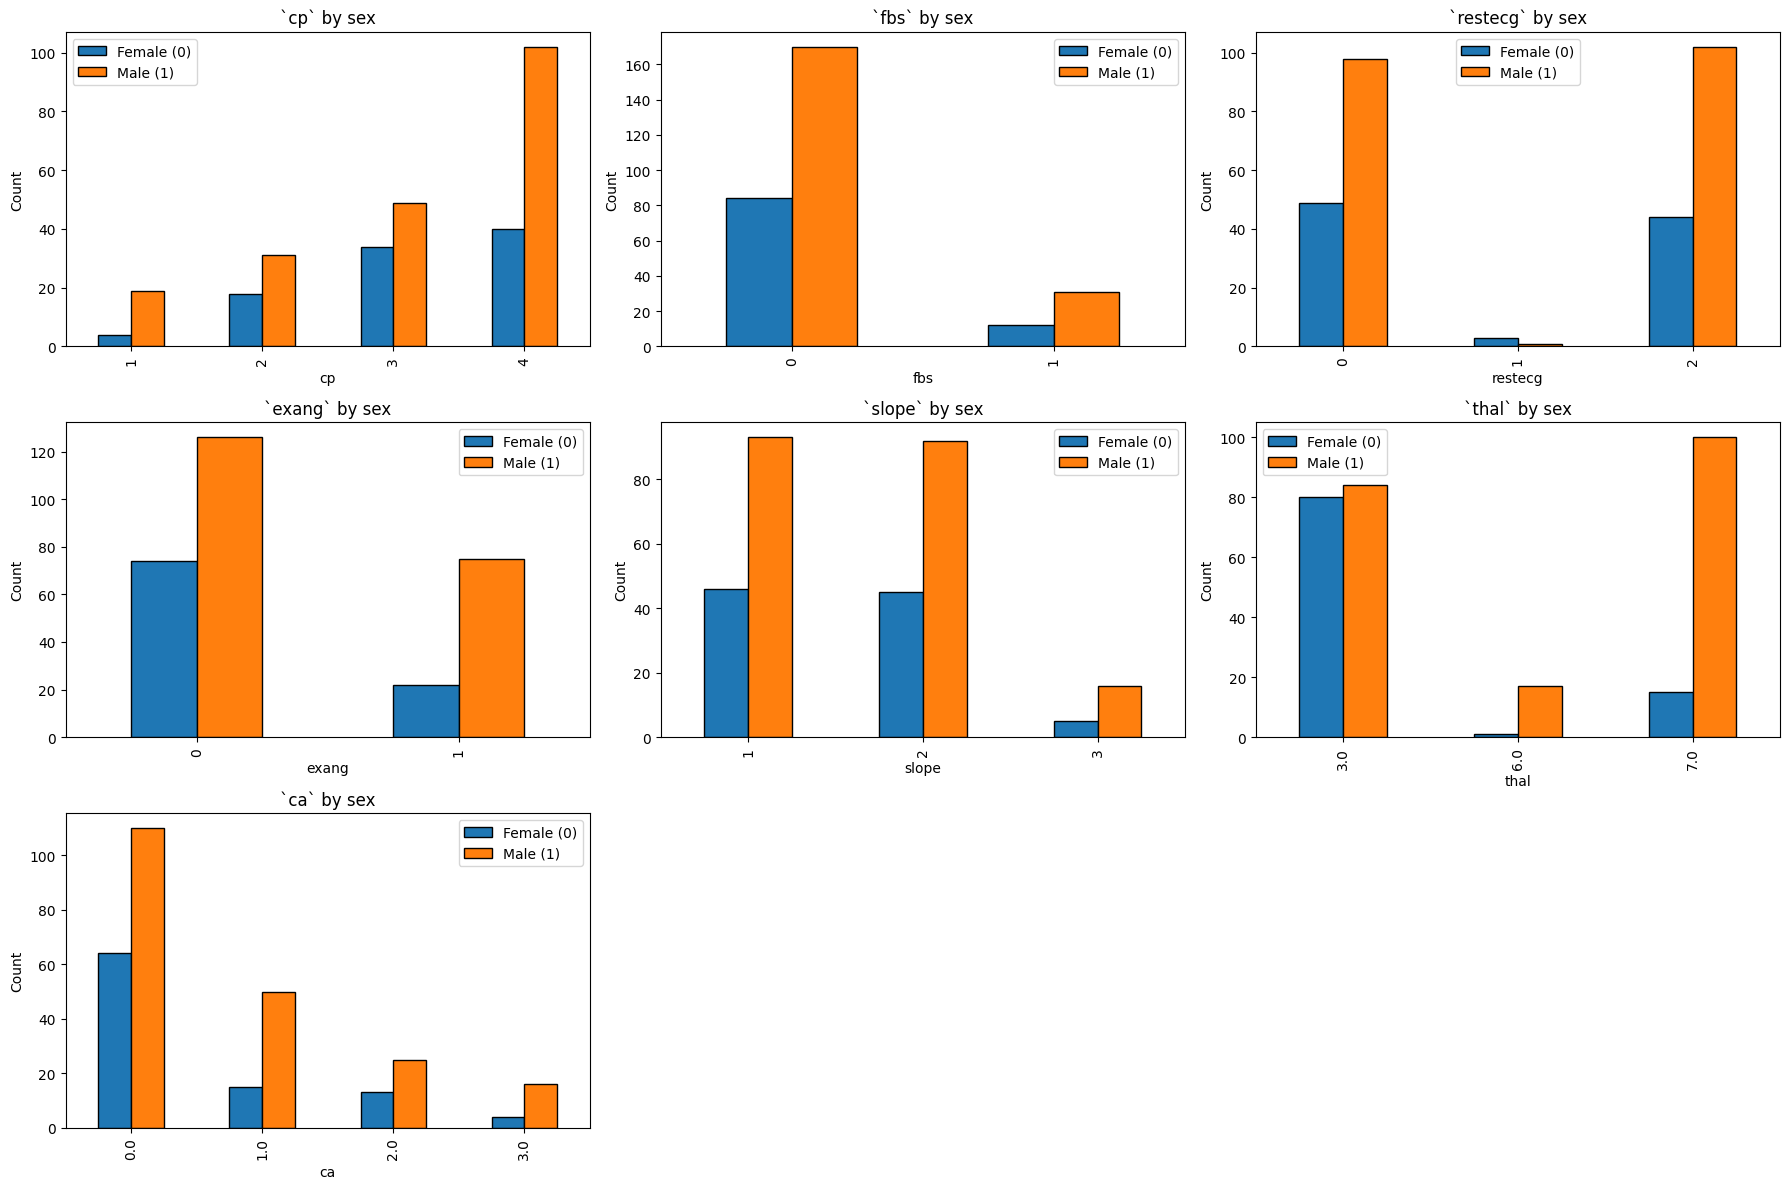 `cp` by sex
Female (0)
Male (1)
Count
100
80
60
40
20
0
1
2
3
4
cp
`fbs` by sex
Female (0)
Male (1)
Count
160
140
120
100
80
60
40
20
0
0
1
fbs
`restecg` by sex
Female (0)
Male (1)
Count
100
80
60
40
20
0
0
1
2
restecg
`exang` by sex
Female (0)
Male (1)
Count
120
100
80
60
40
20
0
0
1
exang
`slope` by sex
Female (0)
Male (1)
Count
80
60
40
20
0
1
2
3
slope
`thal` by sex
Female (0)
Male (1)
Count
100
80
60
40
20
0
3.0
6.0
7.0
thal
`ca` by sex
Female (0)
Male (1)
Count
100
80
60
40
20
0
0.0
1.0
2.0
3.0
ca